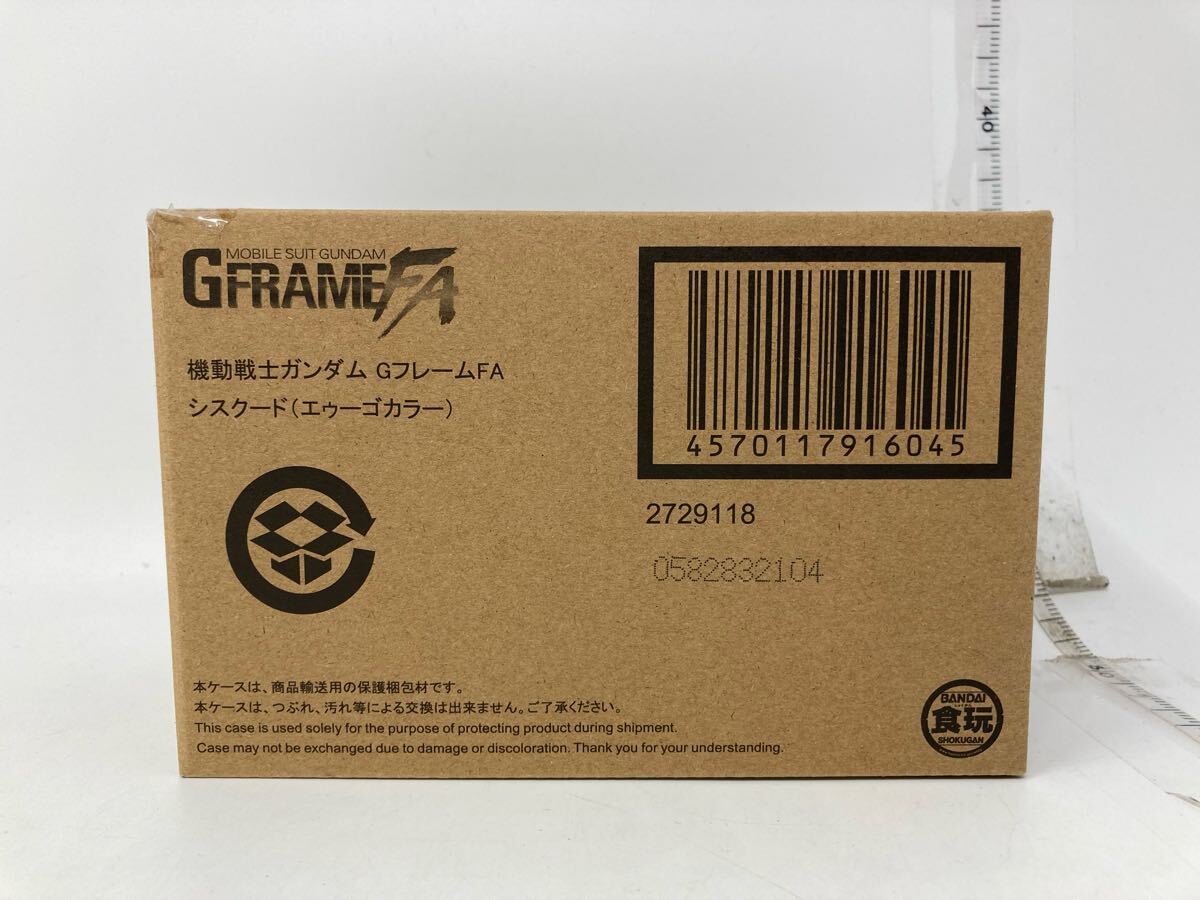 MOBILE SUIT GUNDAM
GFRAMEFA
機動戦士ガンダム GフレームFA
シスクード(エゥーゴカラー)
4570117916045
2729118
0582832104
本ケースは、商品輸送用の保護梱包材です。
本ケースは、つぶれ、汚れ等による交換は出来ません。ご了承ください。
This case is used solely for the purpose of protecting product during shipment.
Case may not be exchanged due to damage or discoloration. Thank you for your understanding.
BANDAI
食玩
SHOKUGAN
40